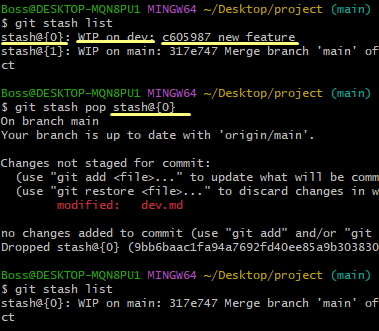 Boss@DESKTOP-MQN8PU1 MINGW64 ~/Desktop/project (main)
$ git stash list
stash@{0}: WIP on dev: c605987 new feature
stash@{1}: WIP on main: 317e747 Merge branch 'main' of
ct
Boss@DESKTOP-MQN8PU1 MINGW64 ~/Desktop/project (main)
$ git stash pop stash@{0}
On branch main
Your branch is up to date with 'origin/main'.
Changes not staged for commit:
(use "git add <file>..." to update what will be comm
(use "git restore <file>..." to discard changes in w
modified: dev.md
no changes added to commit (use "git add" and/or "git
Dropped stash@{0} (9bb6baac1fa94a7692fd40ee85a9b303830
Boss@DESKTOP-MQN8PU1 MINGW64 ~/Desktop/project (main)
$ git stash list
stash@{0}: WIP on main: 317e747 Merge branch 'main' of
ct